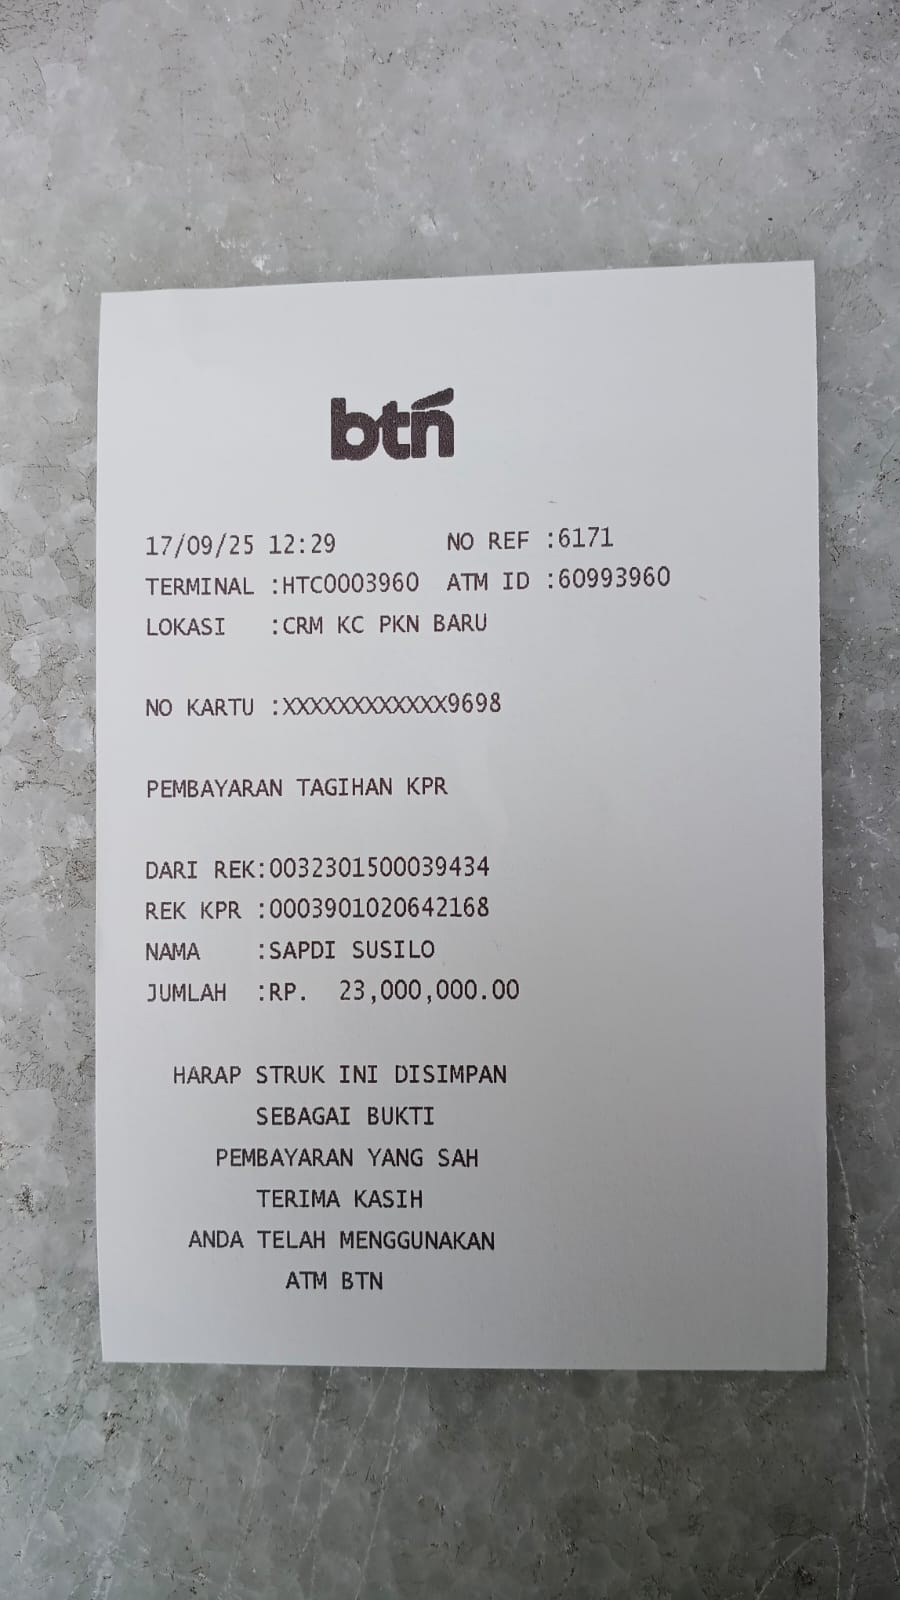 btn
17/09/25 12:29 NO REF :6171
TERMINAL :HTC0003960 ATM ID :60993960
LOKASI :CRM KC PKN BARU
NO KARTU :XXXXXXXXXXXX9698
PEMBAYARAN TAGIHAN KPR
DARI REK:0032301500039434
REK KPR :0003901020642168
NAMA :SAPDI SUSILO
JUMLAH :RP. 23,000,000.00
HARAP STRUK INI DISIMPAN
SEBAGAI BUKTI
PEMBAYARAN YANG SAH
TERIMA KASIH
ANDA TELAH MENGGUNAKAN
ATM BTN